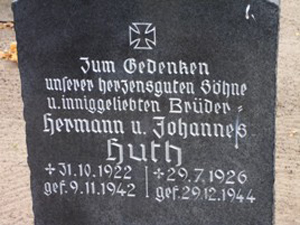 Zum Gedenken
unserer herzensguten Söhne
u. inniggeliebten Brüder=
Hermann u. Johannes
Huth
+31.10.1922 +29.7.1926
gef. 9.11.1942 gef. 29.12.1944